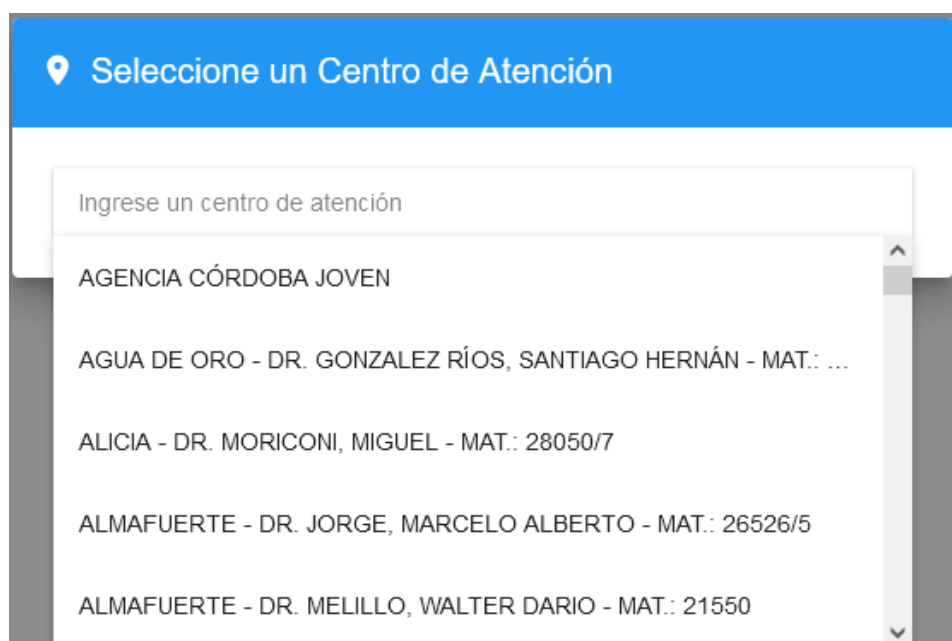 Seleccione un Centro de Atención
Ingrese un centro de atención
AGENCIA CÓRDOBA JOVEN
AGUA DE ORO - DR. GONZALEZ RÍOS, SANTIAGO HERNÁN - MAT.: ...
ALICIA - DR. MORICONI, MIGUEL - MAT.: 28050/7
ALMAFUERTE - DR. JORGE, MARCELO ALBERTO - MAT.: 26526/5
ALMAFUERTE - DR. MELILLO, WALTER DARIO - MAT.: 21550